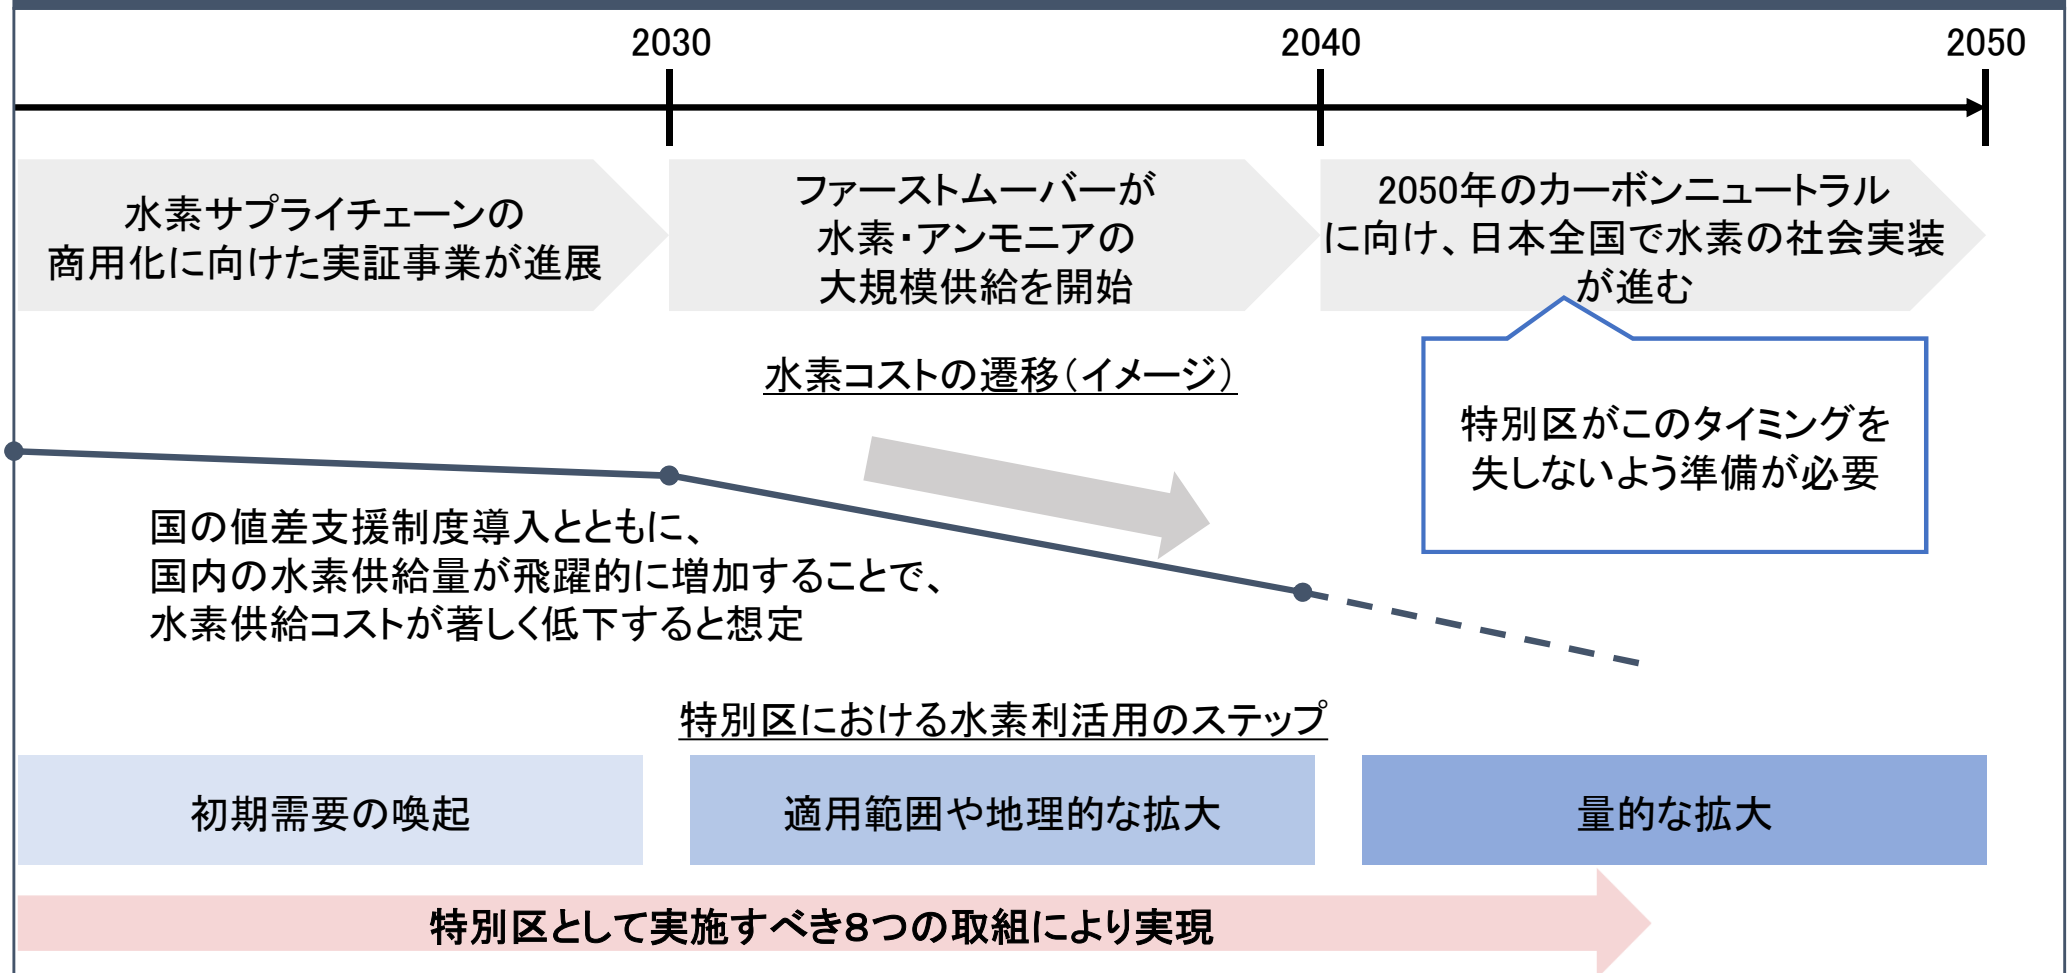 2030
2040
2050
水素サプライチェーンの
商用化に向けた実証事業が進展
ファーストムーバーが
水素・アンモニアの
大規模供給を開始
2050年のカーボンニュートラル
に向け、日本全国で水素の社会実装
が進む
水素コストの遷移（イメージ）
特別区がこのタイミングを
失しないよう準備が必要
国の値差支援制度導入とともに、
国内の水素供給量が飛躍的に増加することで、
水素供給コストが著しく低下すると想定
特別区における水素利活用のステップ
初期需要の喚起
適用範囲や地理的な拡大
量的な拡大
特別区として実施すべき８つの取組により実現